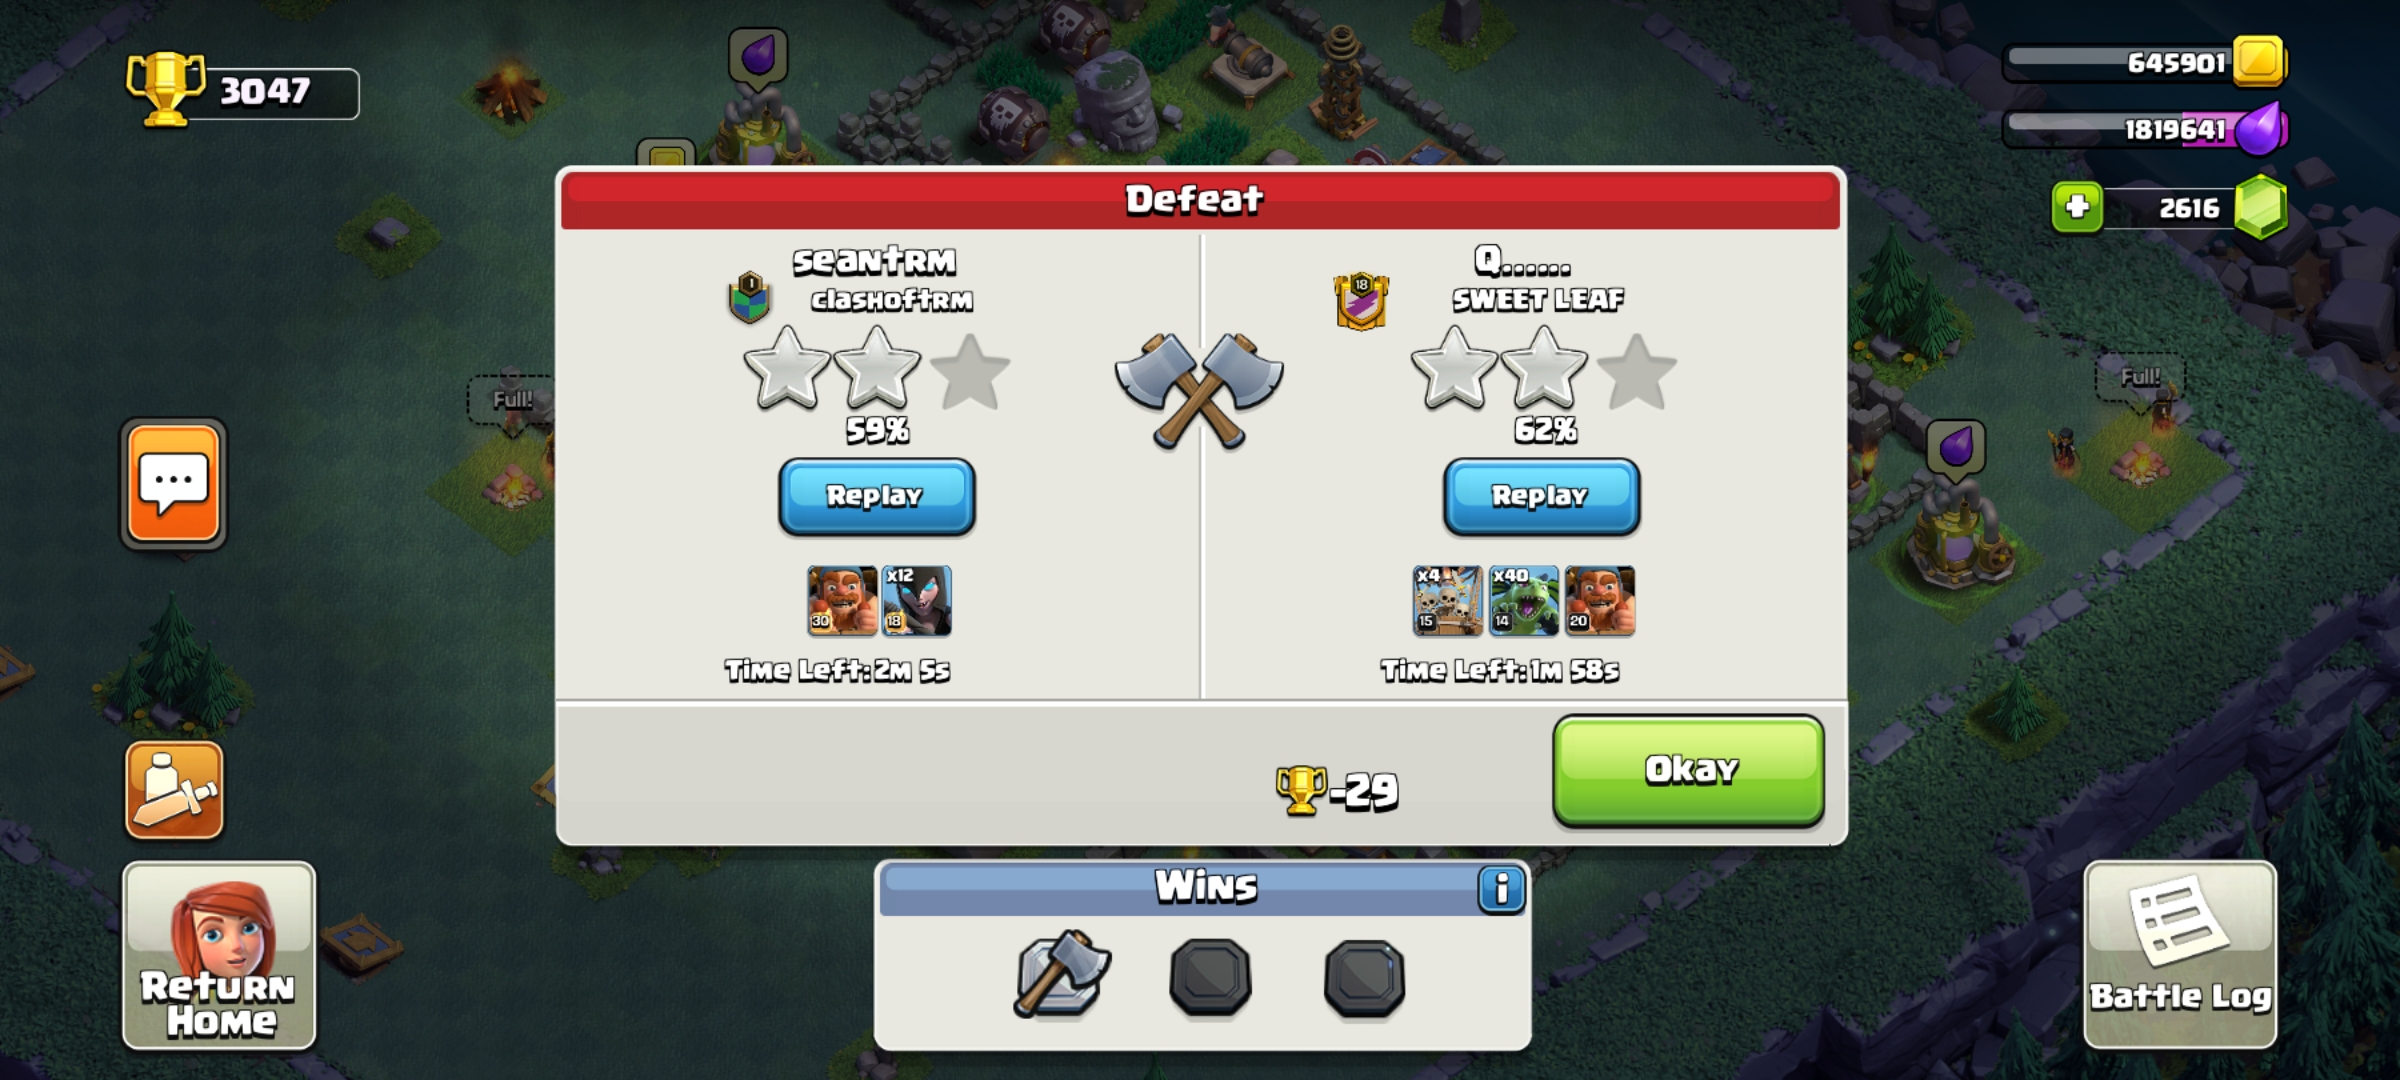 3047
645901
1819641
2616
Defeat
seantrm
clashoftrm
1
59%
Replay
30
x12
18
Time Left:2m 5s
Q......
SWEET LEAF
18
62%
Replay
x4
15
x40
14
20
Time Left:1m 58s
Full!
Full!
-29
Okay
Wins
i
Return
Home
Battle Log